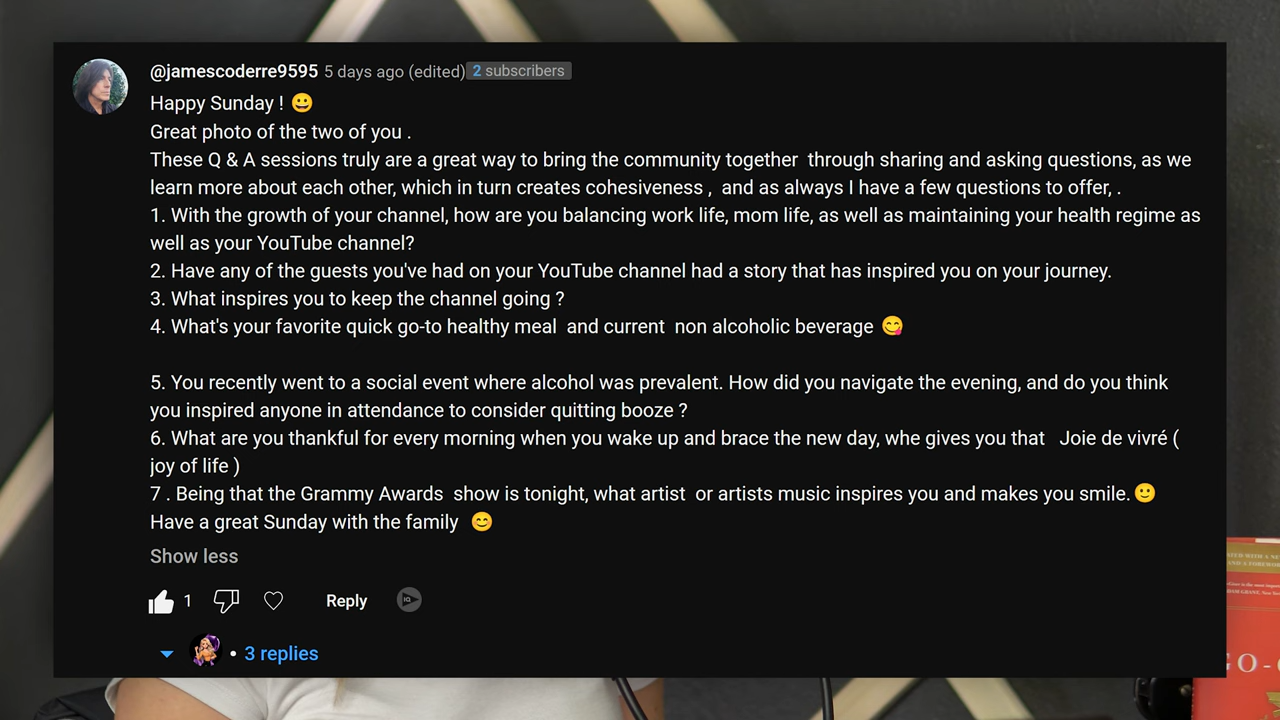 @jamescoderre9595 5 days ago (edited) 2 subscribers
Happy Sunday ! 😀
Great photo of the two of you .
These Q & A sessions truly are a great way to bring the community together  through sharing and asking questions, as we
learn more about each other, which in turn creates cohesiveness ,  and as always I have a few questions to offer, .
1. With the growth of your channel, how are you balancing work life, mom life, as well as maintaining your health regime as
well as your YouTube channel?
2. Have any of the guests you've had on your YouTube channel had a story that has inspired you on your journey.
3. What inspires you to keep the channel going ?
4. What's your favorite quick go-to healthy meal  and current  non alcoholic beverage 😋
5. You recently went to a social event where alcohol was prevalent. How did you navigate the evening, and do you think
you inspired anyone in attendance to consider quitting booze ?
6. What are you thankful for every morning when you wake up and brace the new day, whe gives you that   Joie de vivré (
joy of life )
7 . Being that the Grammy Awards  show is tonight, what artist  or artists music inspires you and makes you smile.🙂
Have a great Sunday with the family  😊
Show less
1 Reply
• 3 replies